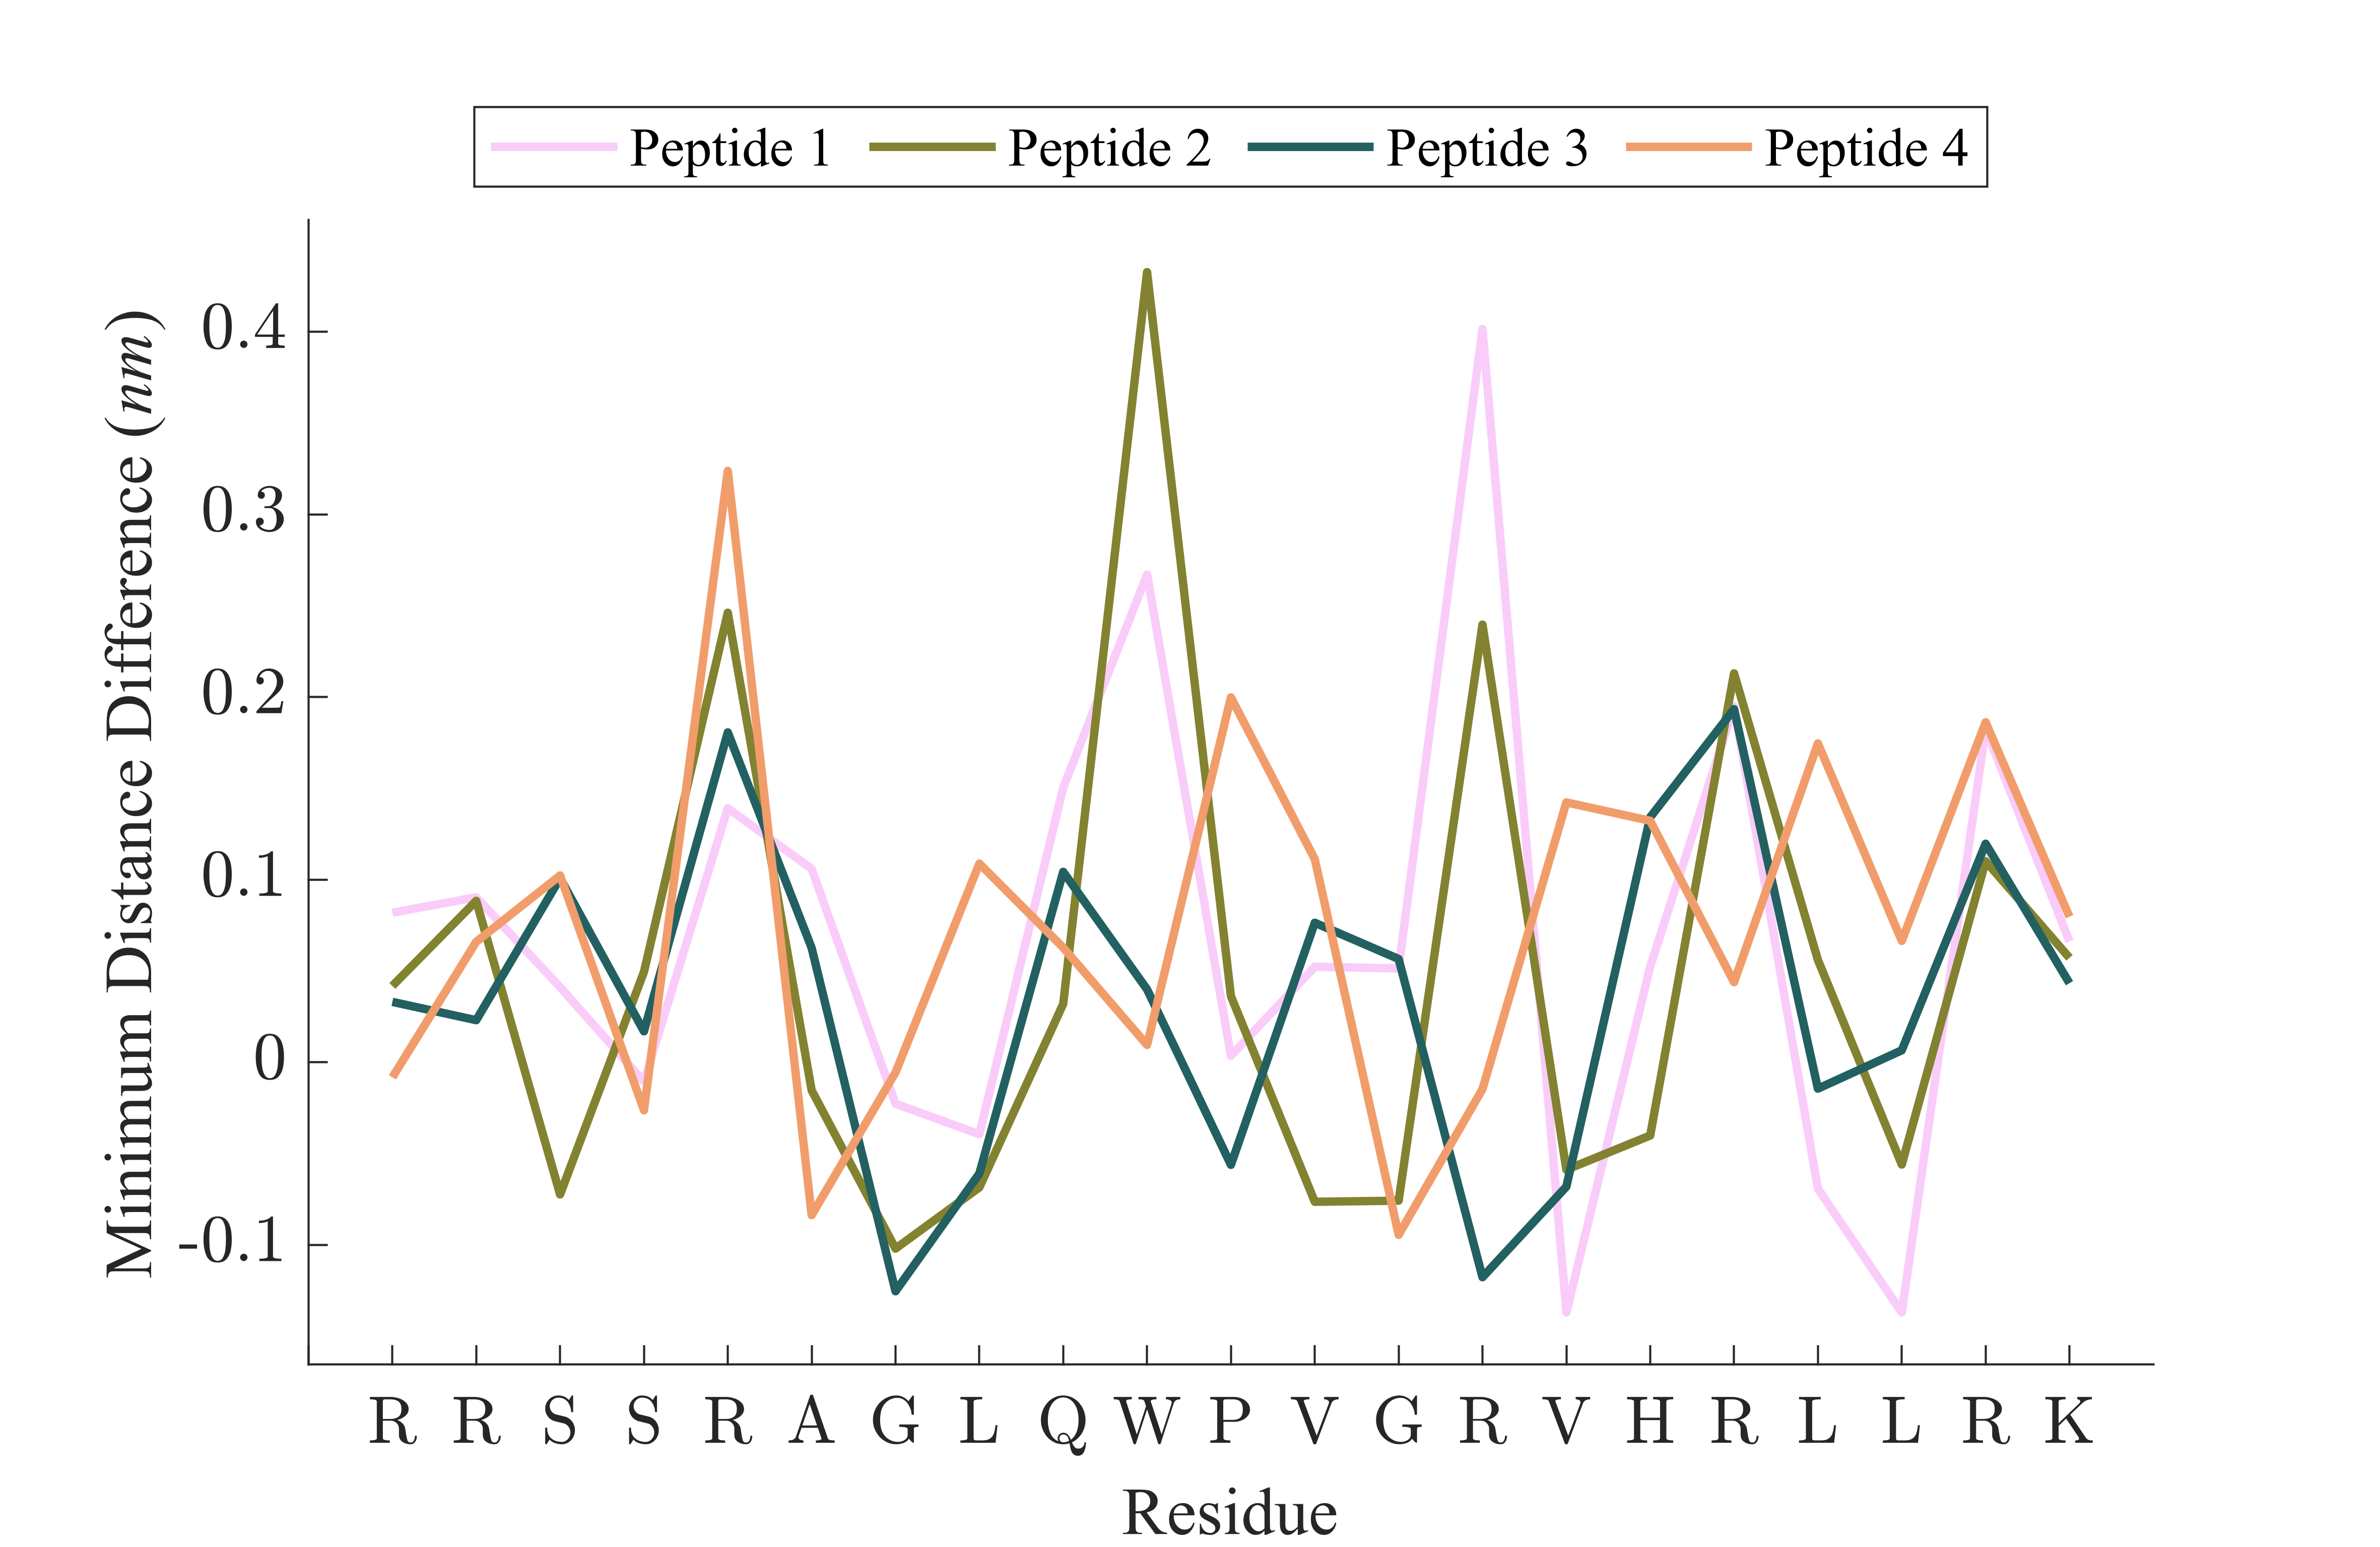 Peptide 1 Peptide 2 Peptide 3 Peptide 4
Minimum Distance Difference (nm)
0.4
0.3
0.2
0.1
0
-0.1
R R S S R A G L Q W P V G R V H R L L R K
Residue